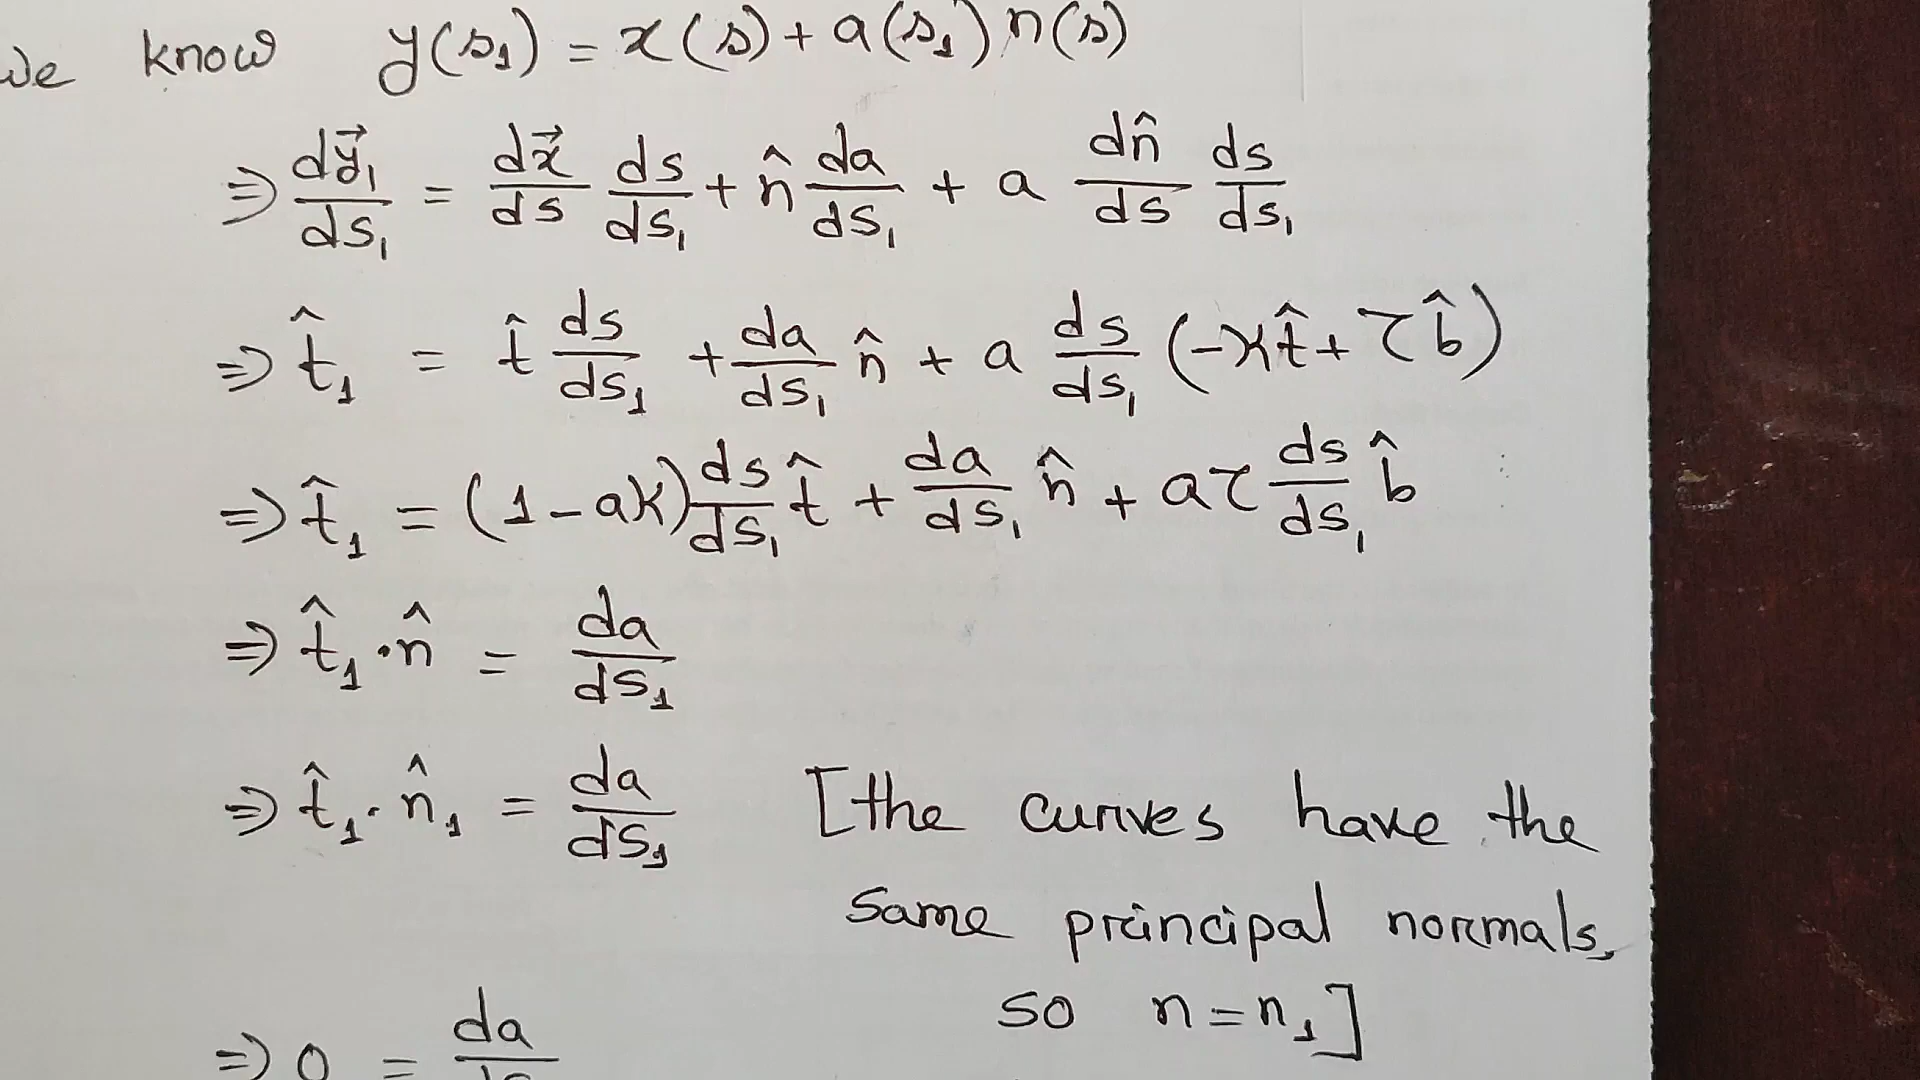 we know y(s₁) = x(s) + a(s₁) n(s)
⇒ dy⃗₁/ds₁ = dx⃗/ds ds/ds₁ + n̂ da/ds₁ + a dn̂/ds ds/ds₁
⇒ t̂₁ = t̂ ds/ds₁ + da/ds₁ n̂ + a ds/ds₁ (-κt̂ + τb̂)
⇒ t̂₁ = (1 - aκ) ds/ds₁ t̂ + da/ds₁ n̂ + aτ ds/ds₁ b̂
⇒ t̂₁ · n̂ = da/ds₁
⇒ t̂₁ · n̂₁ = da/ds₁ [the curves have the
same principal normals,
so n = n₁]
⇒ 0 = da